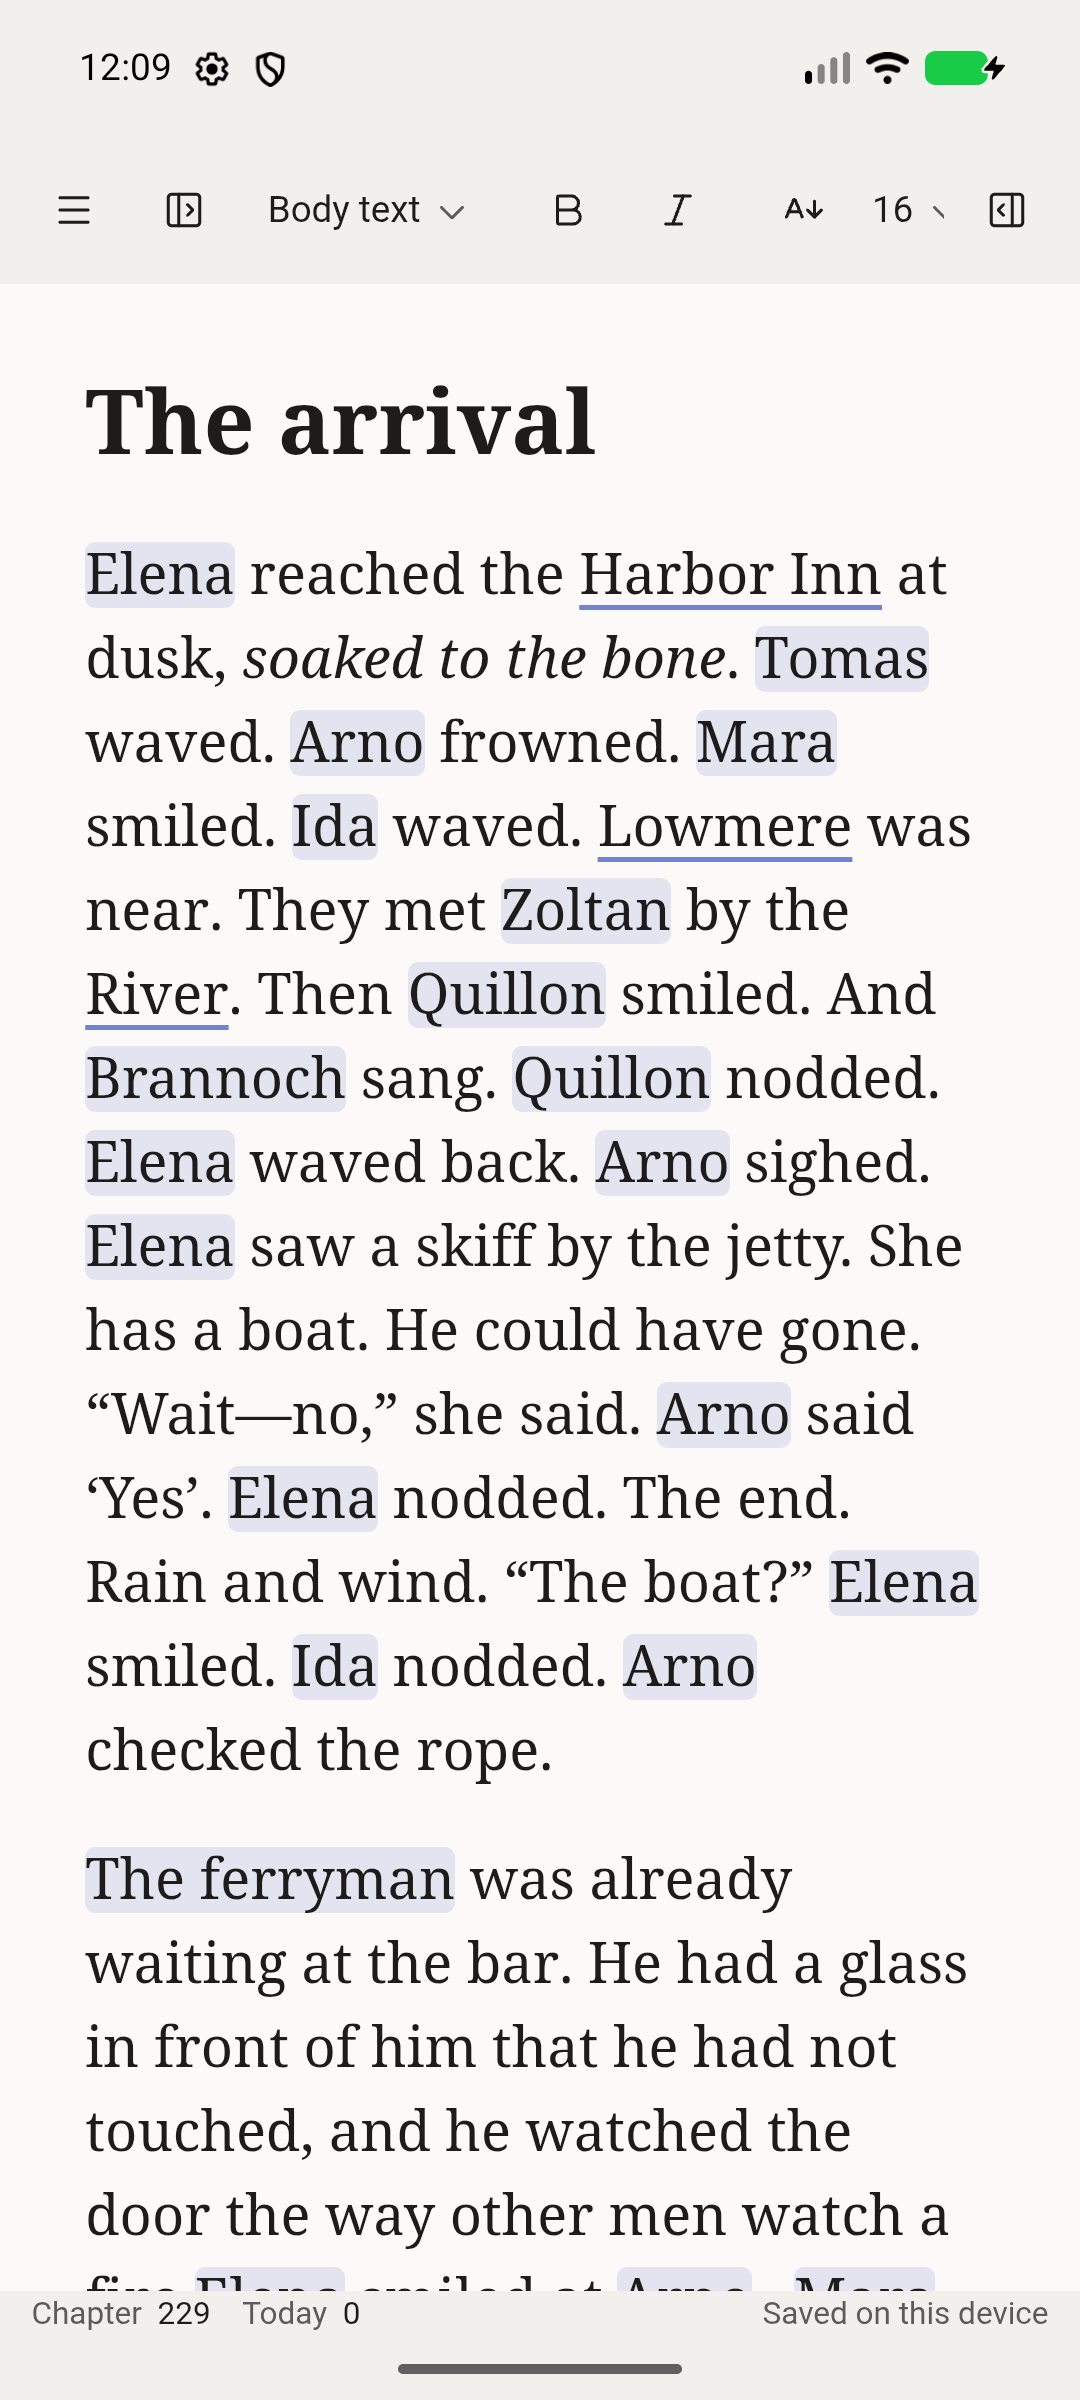 12:09
Body text
16
The arrival
Elena reached the Harbor Inn at
dusk, soaked to the bone. Tomas
waved. Arno frowned. Mara
smiled. Ida waved. Lowmere was
near. They met Zoltan by the
River. Then Quillon smiled. And
Brannoch sang. Quillon nodded.
Elena waved back. Arno sighed.
Elena saw a skiff by the jetty. She
has a boat. He could have gone.
“Wait—no,” she said. Arno said
‘Yes’. Elena nodded. The end.
Rain and wind. “The boat?” Elena
smiled. Ida nodded. Arno
checked the rope.
The ferryman was already
waiting at the bar. He had a glass
in front of him that he had not
touched, and he watched the
door the way other men watch a
fire. Elena smiled at Arno. Mara
Chapter 229 Today 0
Saved on this device